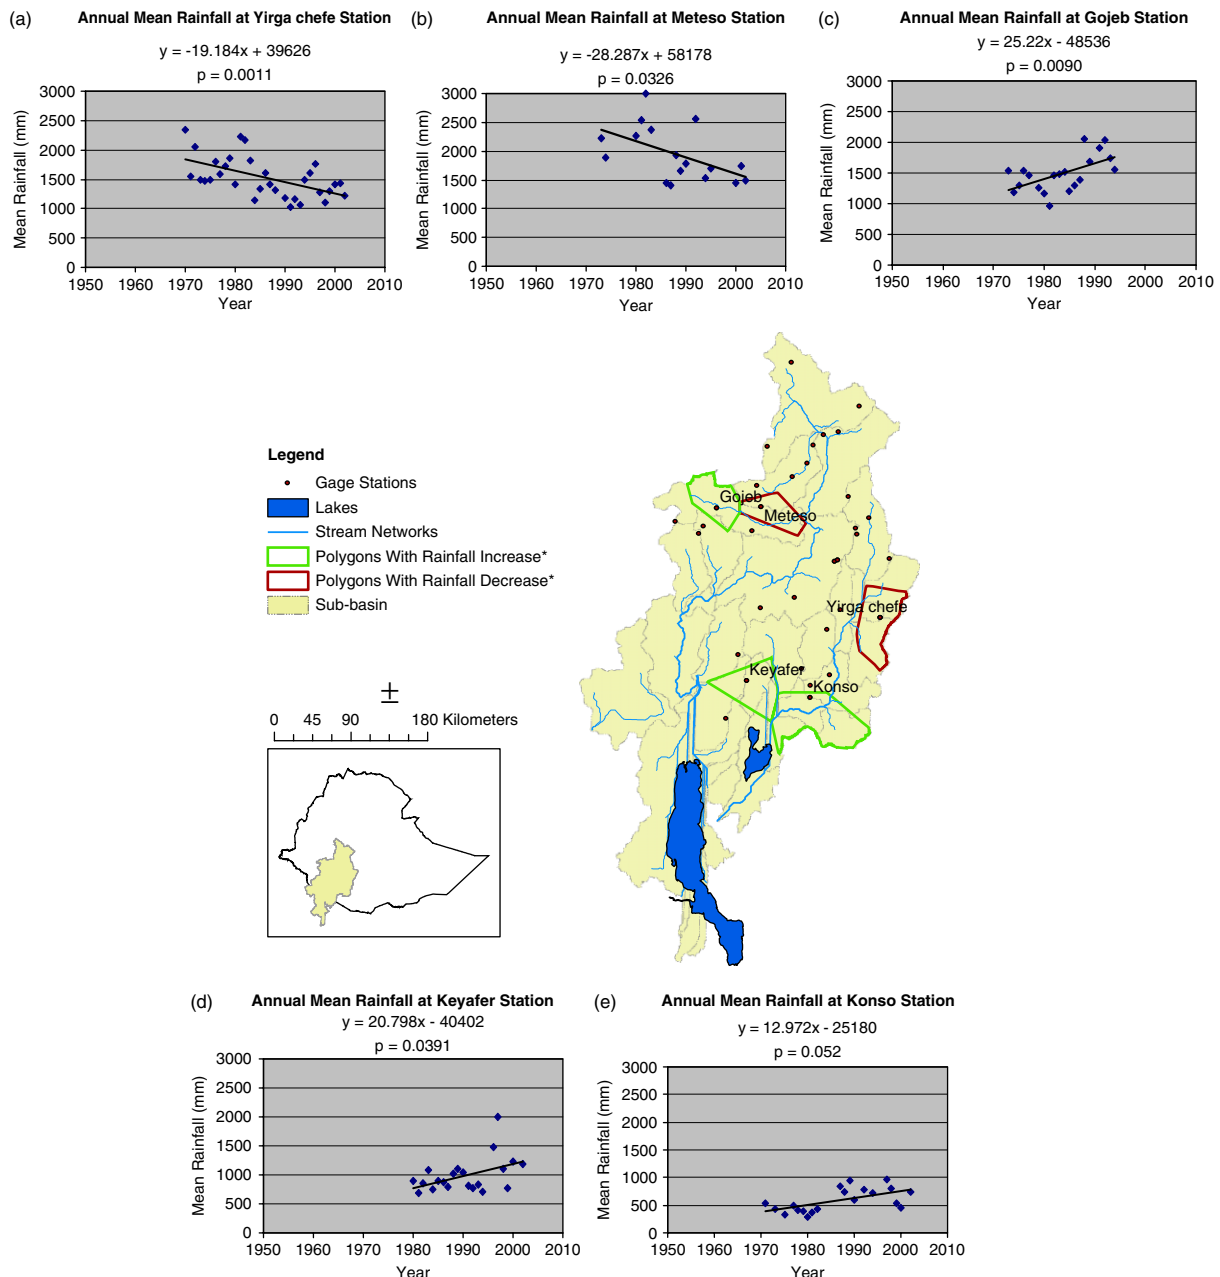 (a) Annual Mean Rainfall at Yirga chefe Station
y = -19.184x + 39626
p = 0.0011
3000
2500
2000
1500
1000
500
0
Mean Rainfall (mm)
1950 1960 1970 1980 1990 2000 2010
Year
(b) Annual Mean Rainfall at Meteso Station
y = -28.287x + 58178
p = 0.0326
3000
2500
2000
1500
1000
500
0
Mean Rainfall (mm)
1950 1960 1970 1980 1990 2000 2010
Year
(c) Annual Mean Rainfall at Gojeb Station
y = 25.22x - 48536
p = 0.0090
3000
2500
2000
1500
1000
500
0
Mean Rainfall (mm)
1950 1960 1970 1980 1990 2000 2010
Year
Legend
Gage Stations
Lakes
Stream Networks
Polygons With Rainfall Increase*
Polygons With Rainfall Decrease*
Sub-basin
0 45 90 180 Kilometers
Gojeb
Meteso
Yirga chefe
Keyafer
Konso
(d) Annual Mean Rainfall at Keyafer Station
y = 20.798x - 40402
p = 0.0391
3000
2500
2000
1500
1000
500
0
Mean Rainfall (mm)
1950 1960 1970 1980 1990 2000 2010
Year
(e) Annual Mean Rainfall at Konso Station
y = 12.972x - 25180
p = 0.052
3000
2500
2000
1500
1000
500
0
Mean Rainfall (mm)
1950 1960 1970 1980 1990 2000 2010
Year